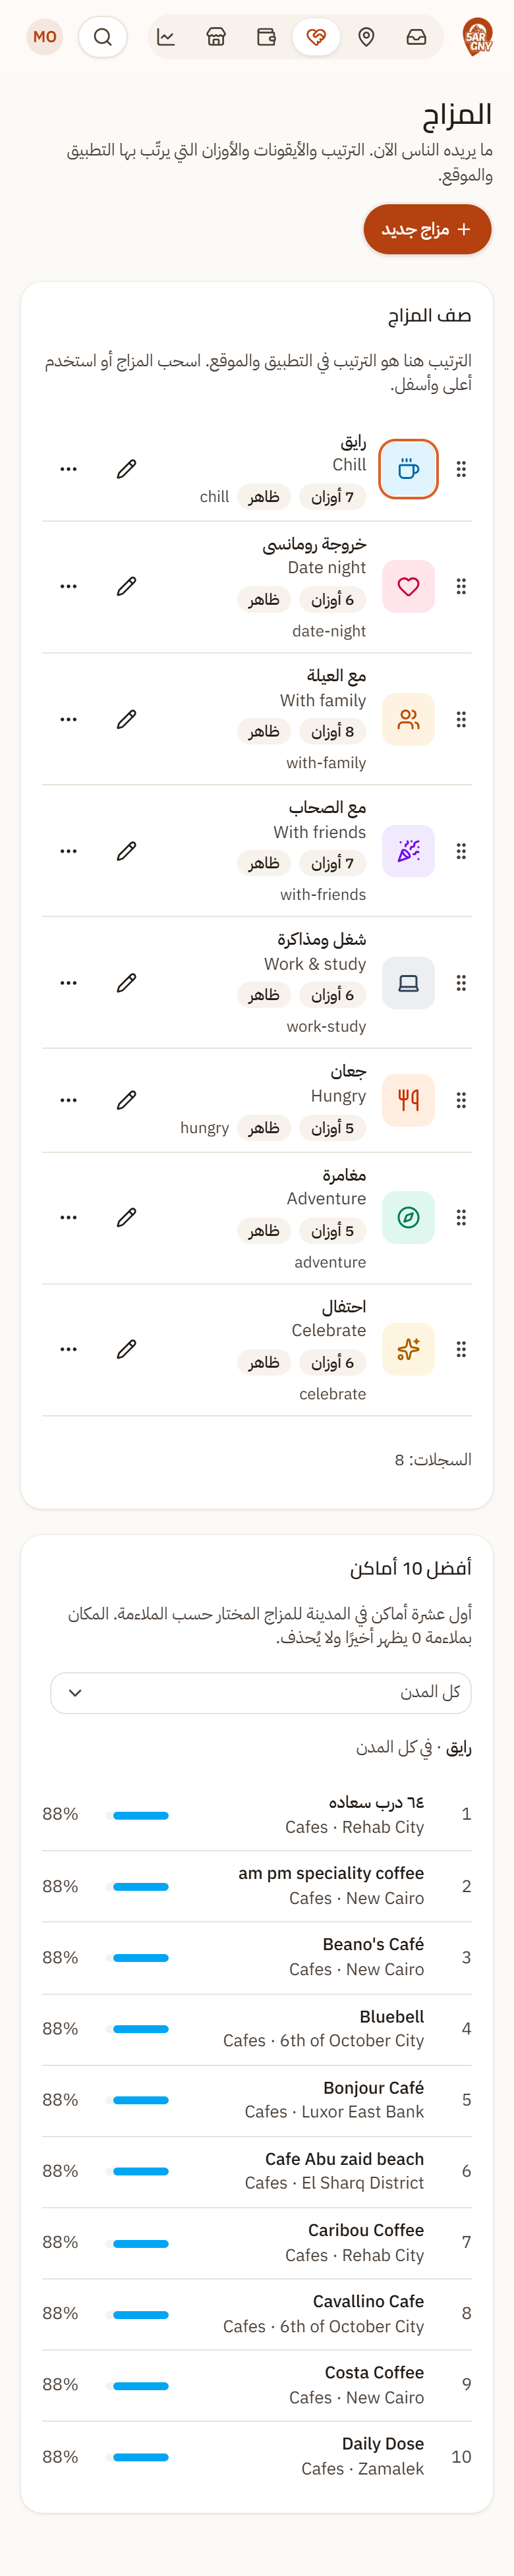 5AR
GNY
MO
المزاج
ما يريده الناس الآن. الترتيب والأيقونات والأوزان التي يرتّب بها التطبيق
والموقع.
مزاج جديد
صف المزاج
الترتيب هنا هو الترتيب في التطبيق والموقع. اسحب المزاج أو استخدم
أعلى وأسفل.
رايق
Chill
7 أوزان ظاهر chill
خروجة رومانسي
Date night
6 أوزان ظاهر
date-night
مع العيلة
With family
8 أوزان ظاهر
with-family
مع الصحاب
With friends
7 أوزان ظاهر
with-friends
شغل ومذاكرة
Work & study
6 أوزان ظاهر
work-study
جعان
Hungry
5 أوزان ظاهر hungry
مغامرة
Adventure
5 أوزان ظاهر
adventure
احتفال
Celebrate
6 أوزان ظاهر
celebrate
السجلات: 8
أفضل 10 أماكن
أول عشرة أماكن في المدينة للمزاج المختار حسب الملاءمة. المكان
بملاءمة 0 يظهر أخيرًا ولا يُحذف.
كل المدن
رايق · في كل المدن
1 ٦٤ درب سعاده 88%
Cafes · Rehab City
2 am pm speciality coffee 88%
Cafes · New Cairo
3 Beano's Café 88%
Cafes · New Cairo
4 Bluebell 88%
Cafes · 6th of October City
5 Bonjour Café 88%
Cafes · Luxor East Bank
6 Cafe Abu zaid beach 88%
Cafes · El Sharq District
7 Caribou Coffee 88%
Cafes · Rehab City
8 Cavallino Cafe 88%
Cafes · 6th of October City
9 Costa Coffee 88%
Cafes · New Cairo
10 Daily Dose 88%
Cafes · Zamalek